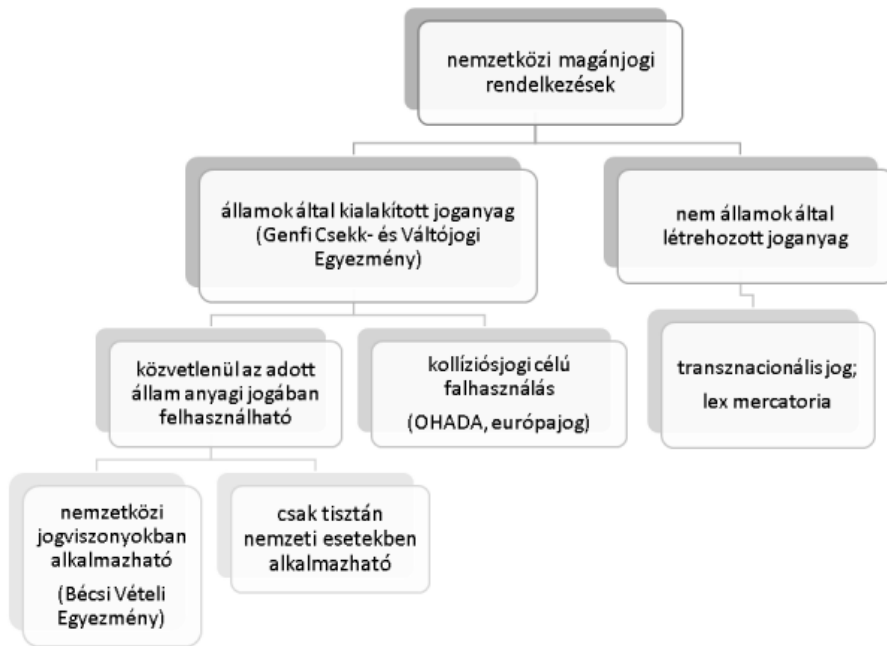 nemzetközi magánjogi
rendelkezések
államok által kialakított joganyag
(Genfi Csekk- és Váltójogi
Egyezmény)
nem államok által
létrehozott joganyag
közvetlenül az adott
állam anyagi jogában
felhasználható
kollíziósjogi célú
falhasználás
(OHADA, európajog)
transznacionális jog;
lex mercatoria
nemzetközi
jogviszonyokban
alkalmazható
(Bécsi Vételi
Egyezmény)
csak tisztán
nemzeti esetekben
alkalmazható